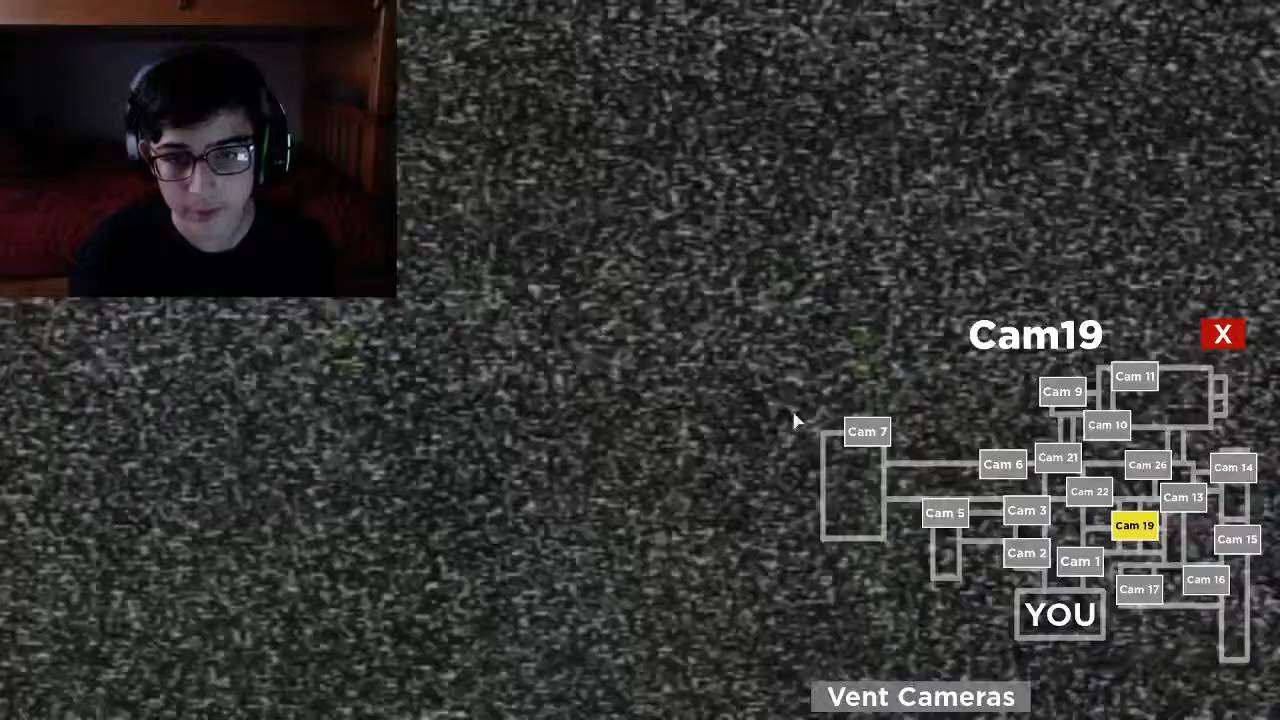 Cam19
X
Cam 11
Cam 9
Cam 10
Cam 7
Cam 21
Cam 6
Cam 26
Cam 14
Cam 22
Cam 13
Cam 5
Cam 3
Cam 19
Cam 15
Cam 2
Cam 1
Cam 16
Cam 17
YOU
Vent Cameras